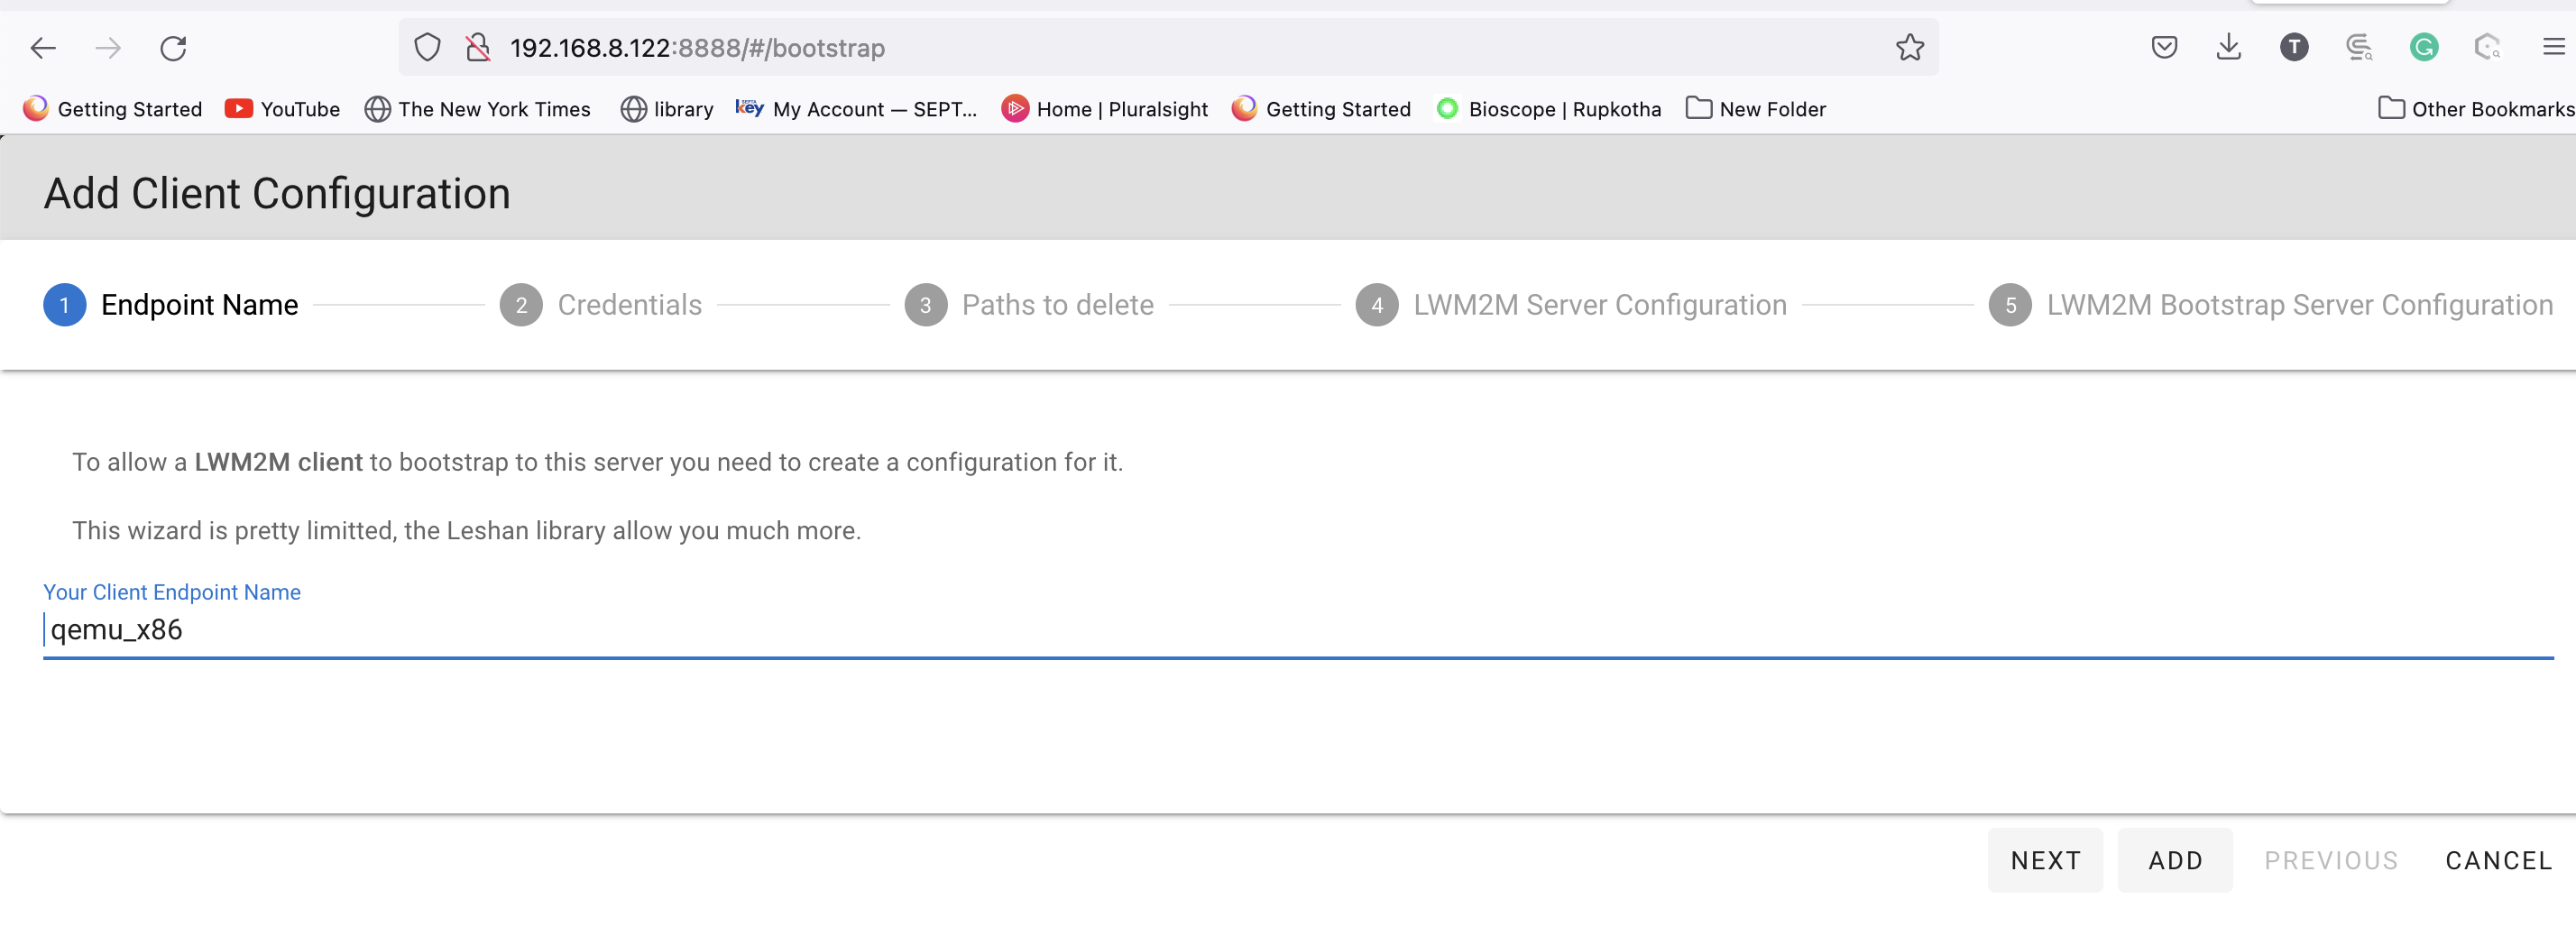 192.168.8.122:8888/#/bootstrap
T
G
Getting Started YouTube The New York Times library KEY My Account — SEPT... Home | Pluralsight Getting Started Bioscope | Rupkotha New Folder Other Bookmarks
Add Client Configuration
1 Endpoint Name 2 Credentials 3 Paths to delete 4 LWM2M Server Configuration 5 LWM2M Bootstrap Server Configuration
To allow a LWM2M client to bootstrap to this server you need to create a configuration for it.
This wizard is pretty limitted, the Leshan library allow you much more.
Your Client Endpoint Name
qemu_x86
NEXT ADD PREVIOUS CANCEL